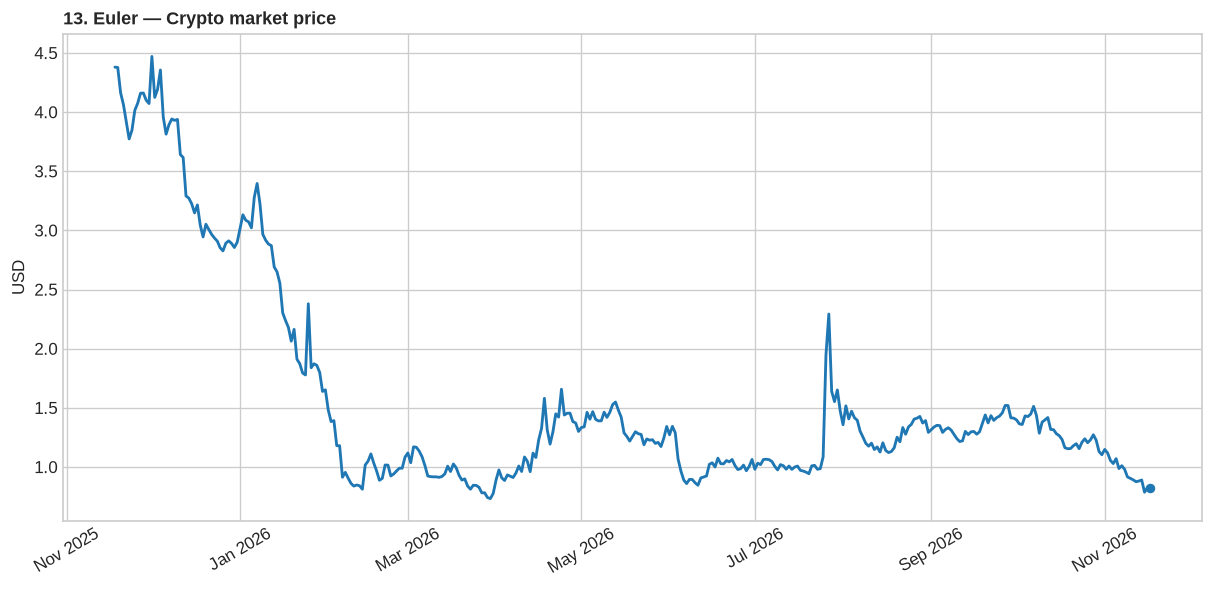 13. Euler — Crypto market price
4.5
4.0
3.5
3.0
2.5
2.0
1.5
1.0
USD
Nov 2025
Jan 2026
Mar 2026
May 2026
Jul 2026
Sep 2026
Nov 2026